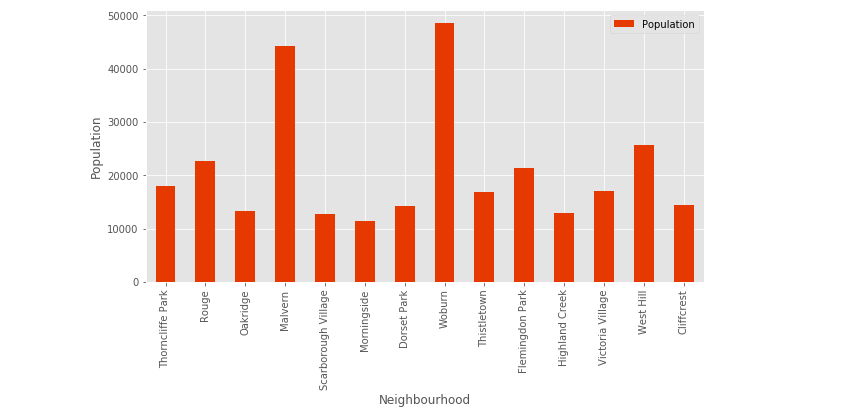 50000
40000
30000
20000
10000
0
Population
Population
Thorncliffe Park
Rouge
Oakridge
Malvern
Scarborough Village
Morningside
Dorset Park
Woburn
Thistletown
Flemingdon Park
Highland Creek
Victoria Village
West Hill
Cliffcrest
Neighbourhood